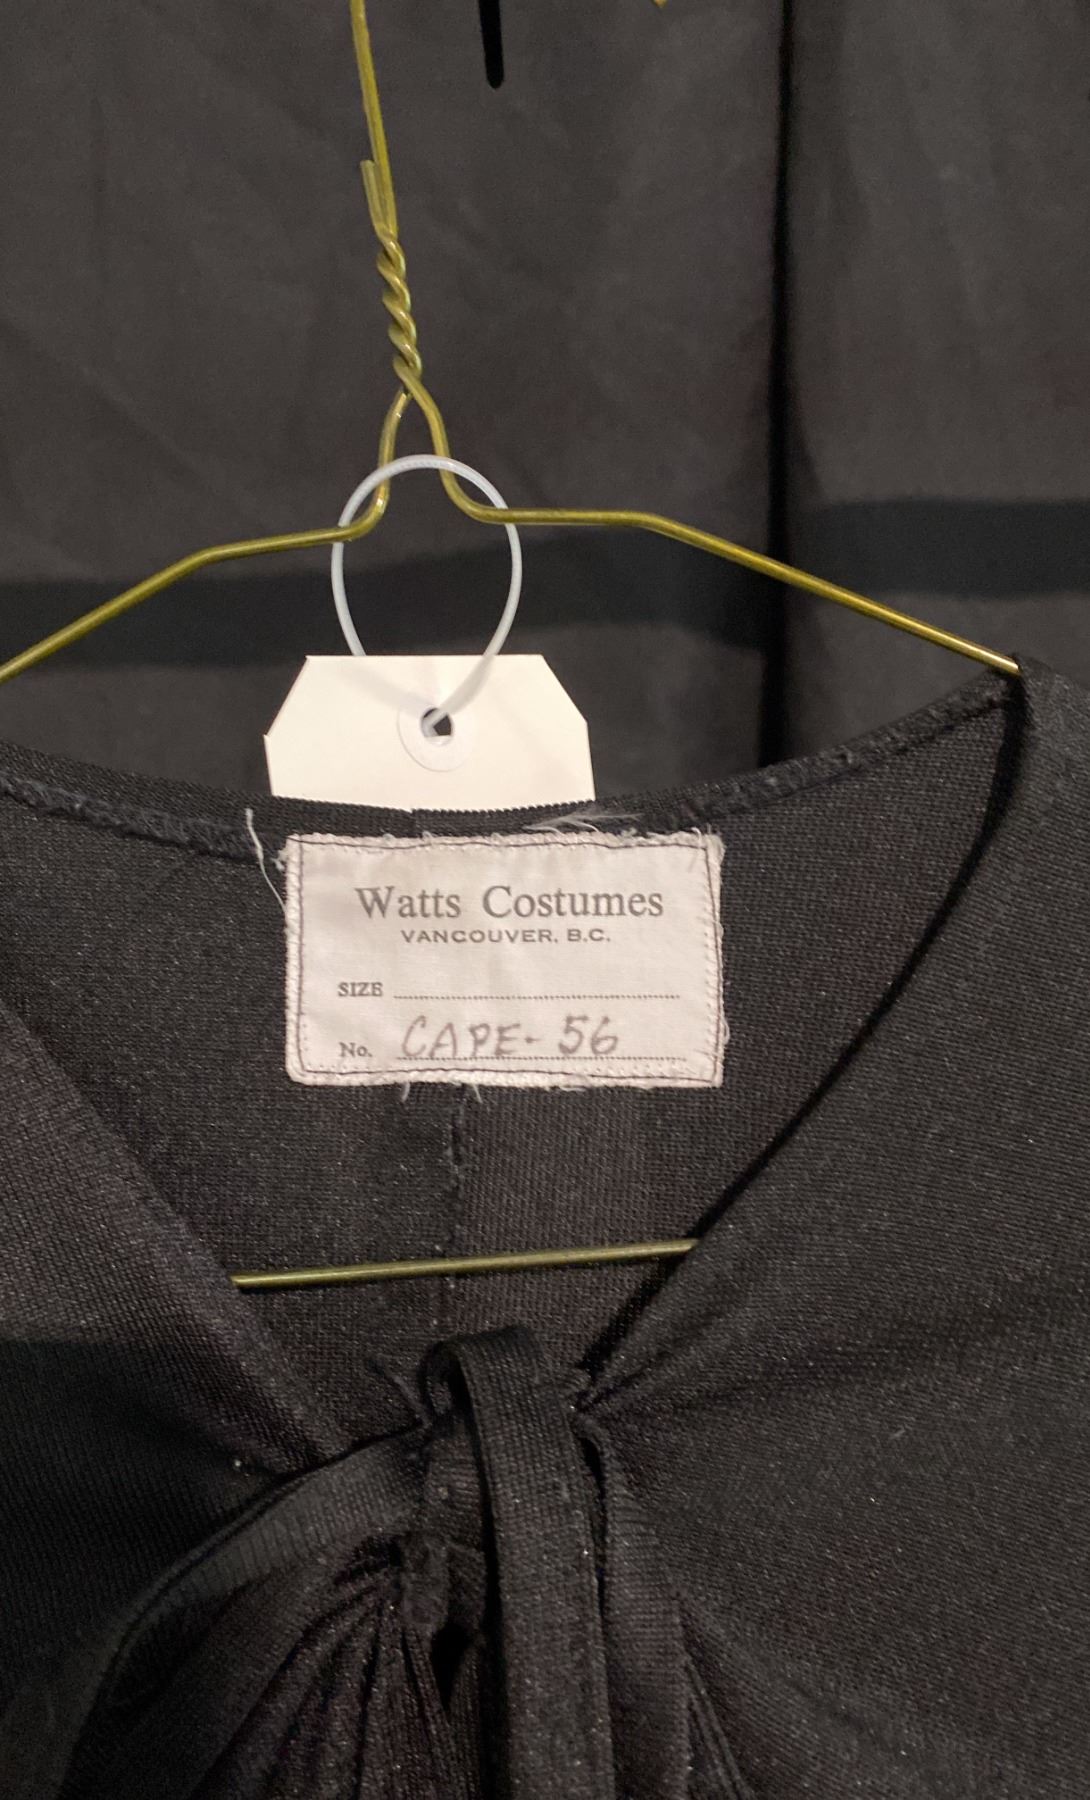 Watts Costumes
VANCOUVER, B.C.
SIZE
No. CAPE- 56